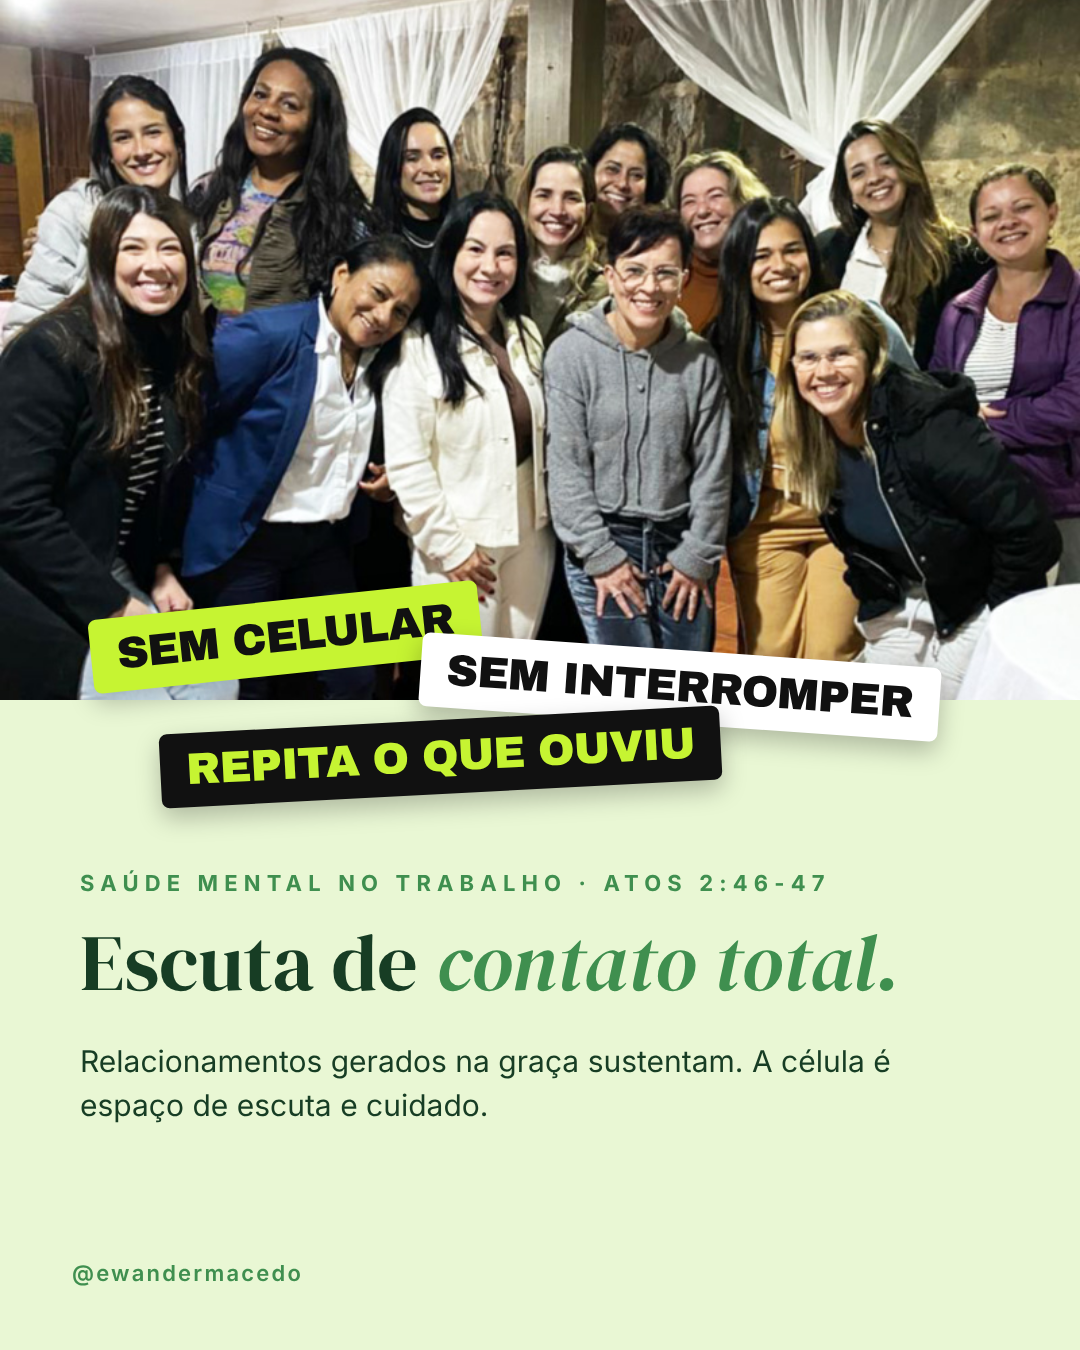 SEM CELULAR
SEM INTERROMPER
REPITA O QUE OUVIU
SAÚDE MENTAL NO TRABALHO · ATOS 2:46-47
Escuta de contato total.
Relacionamentos gerados na graça sustentam. A célula é
espaço de escuta e cuidado.
@ewandermacedo